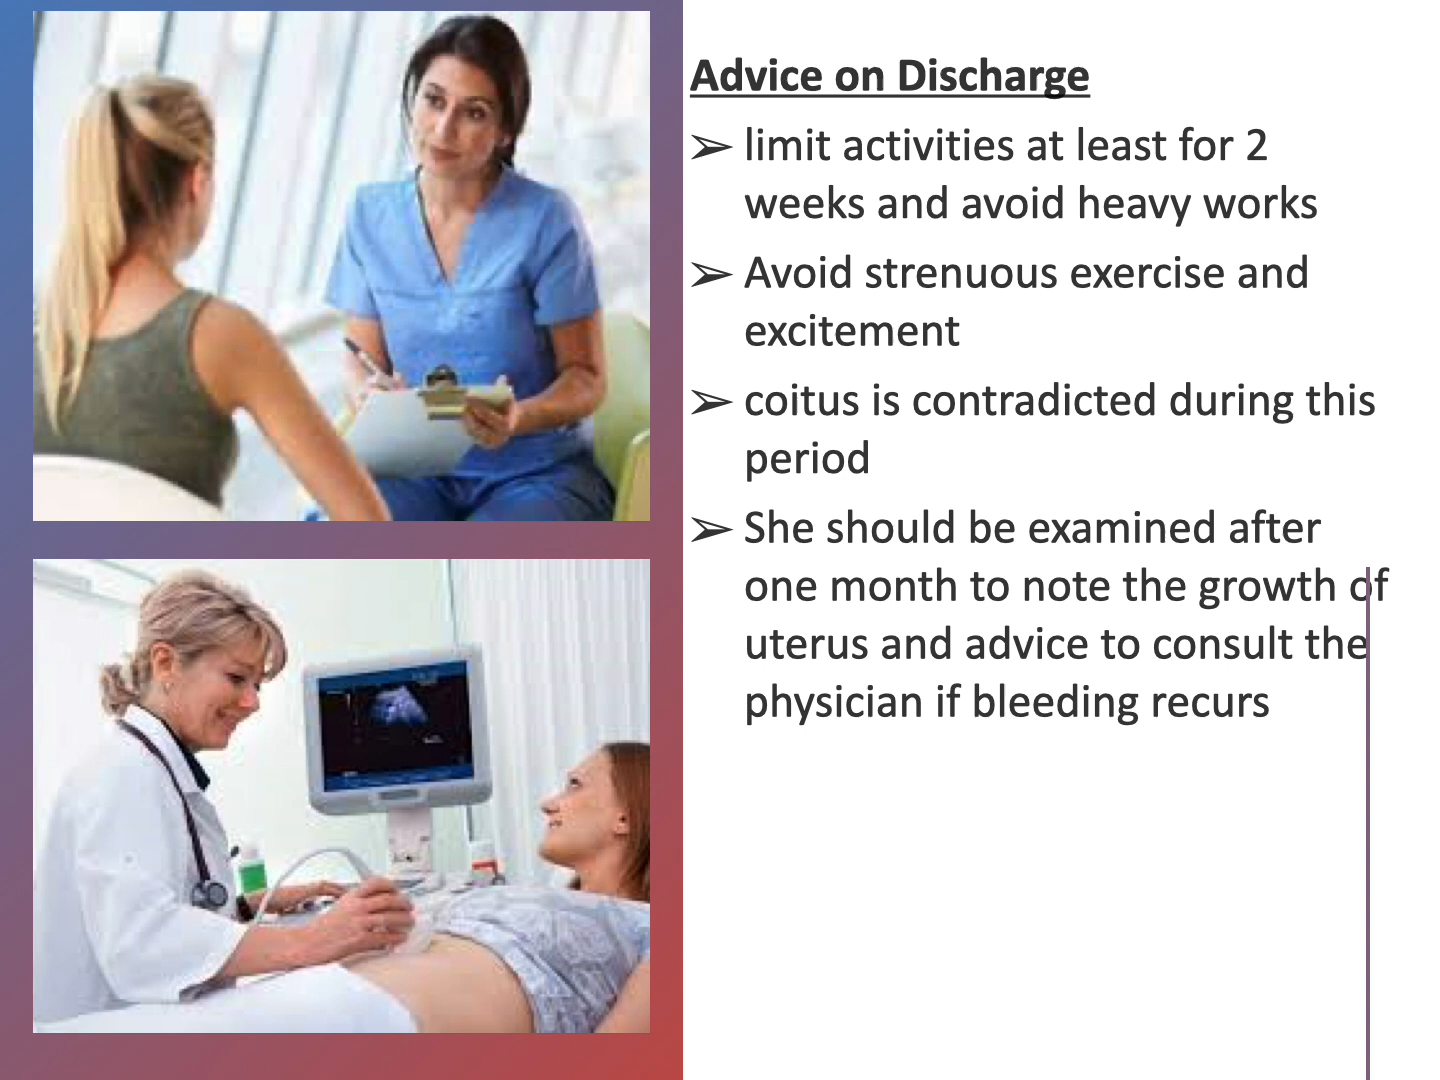 Advice on Discharge
➢ limit activities at least for 2
weeks and avoid heavy works
➢ Avoid strenuous exercise and
excitement
➢ coitus is contradicted during this
period
➢ She should be examined after
one month to note the growth of
uterus and advice to consult the
physician if bleeding recurs